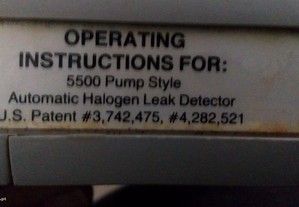 OPERATING
INSTRUCTIONS FOR:
5500 Pump Style
Automatic Halogen Leak Detector
U.S. Patent #3,742,475, #4,282,521